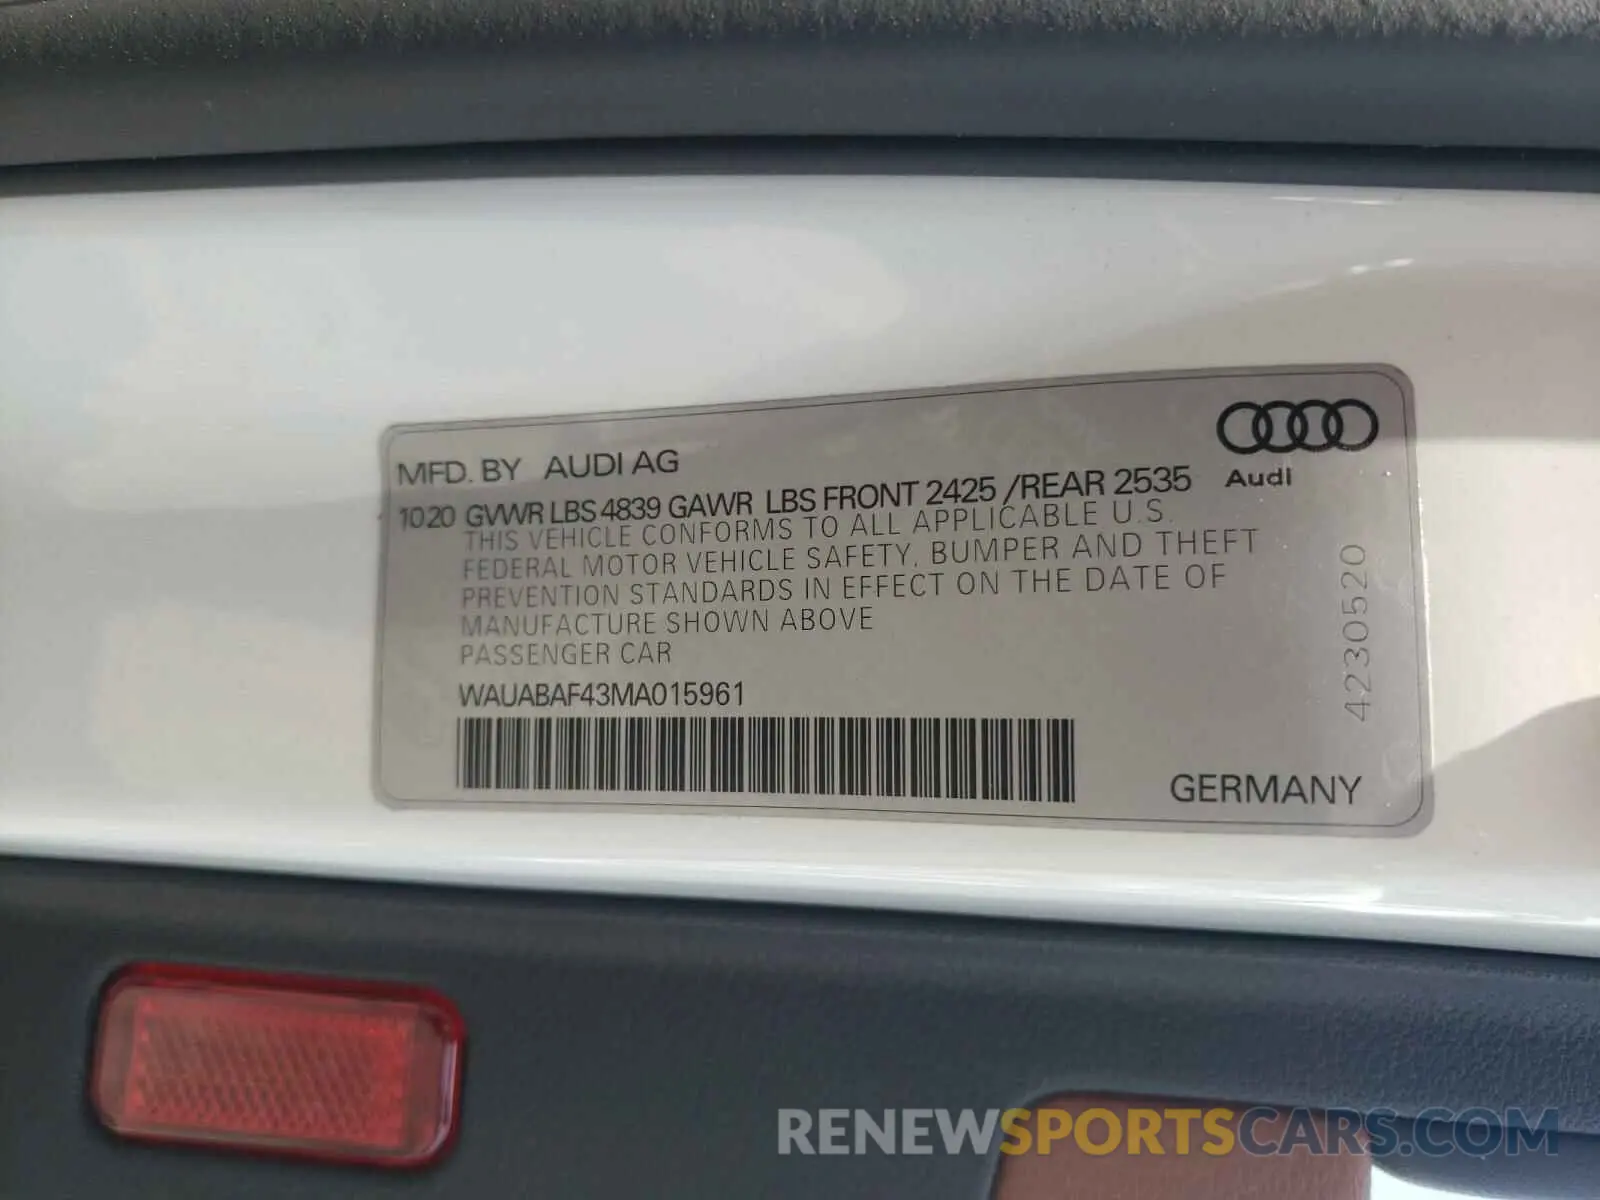 MFD. BY AUDI AG
Audi
1020 GVWR LBS 4839 GAWR LBS FRONT 2425 /REAR 2535
THIS VEHICLE CONFORMS TO ALL APPLICABLE U.S.
FEDERAL MOTOR VEHICLE SAFETY, BUMPER AND THEFT
PREVENTION STANDARDS IN EFFECT ON THE DATE OF
MANUFACTURE SHOWN ABOVE
PASSENGER CAR
WAUABAF43MA015961
4230520
GERMANY
RENEWSPORTSCARS.COM